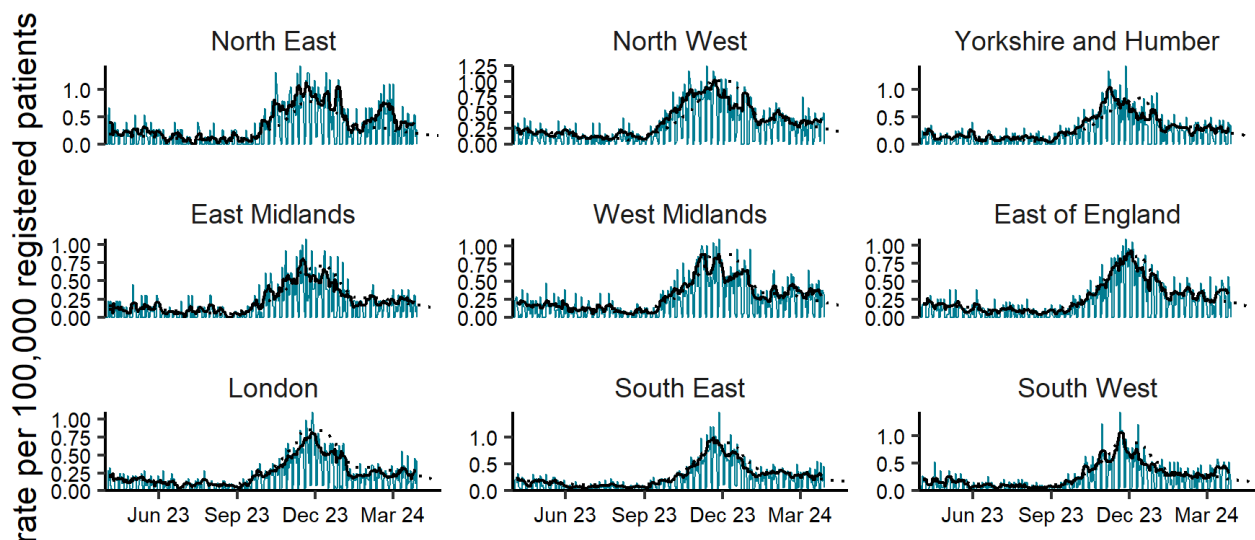 rate per 100,000 registered patients
North East
North West
Yorkshire and Humber
1.0
0.5
0.0
1.25
1.00
0.75
0.50
0.25
0.00
1.0
0.5
0.0
East Midlands
West Midlands
East of England
1.00
0.75
0.50
0.25
0.00
1.00
0.75
0.50
0.25
0.00
1.00
0.75
0.50
0.25
0.00
London
South East
South West
1.00
0.75
0.50
0.25
0.00
1.0
0.5
0.0
1.0
0.5
0.0
Jun 23 Sep 23 Dec 23 Mar 24
Jun 23 Sep 23 Dec 23 Mar 24
Jun 23 Sep 23 Dec 23 Mar 24